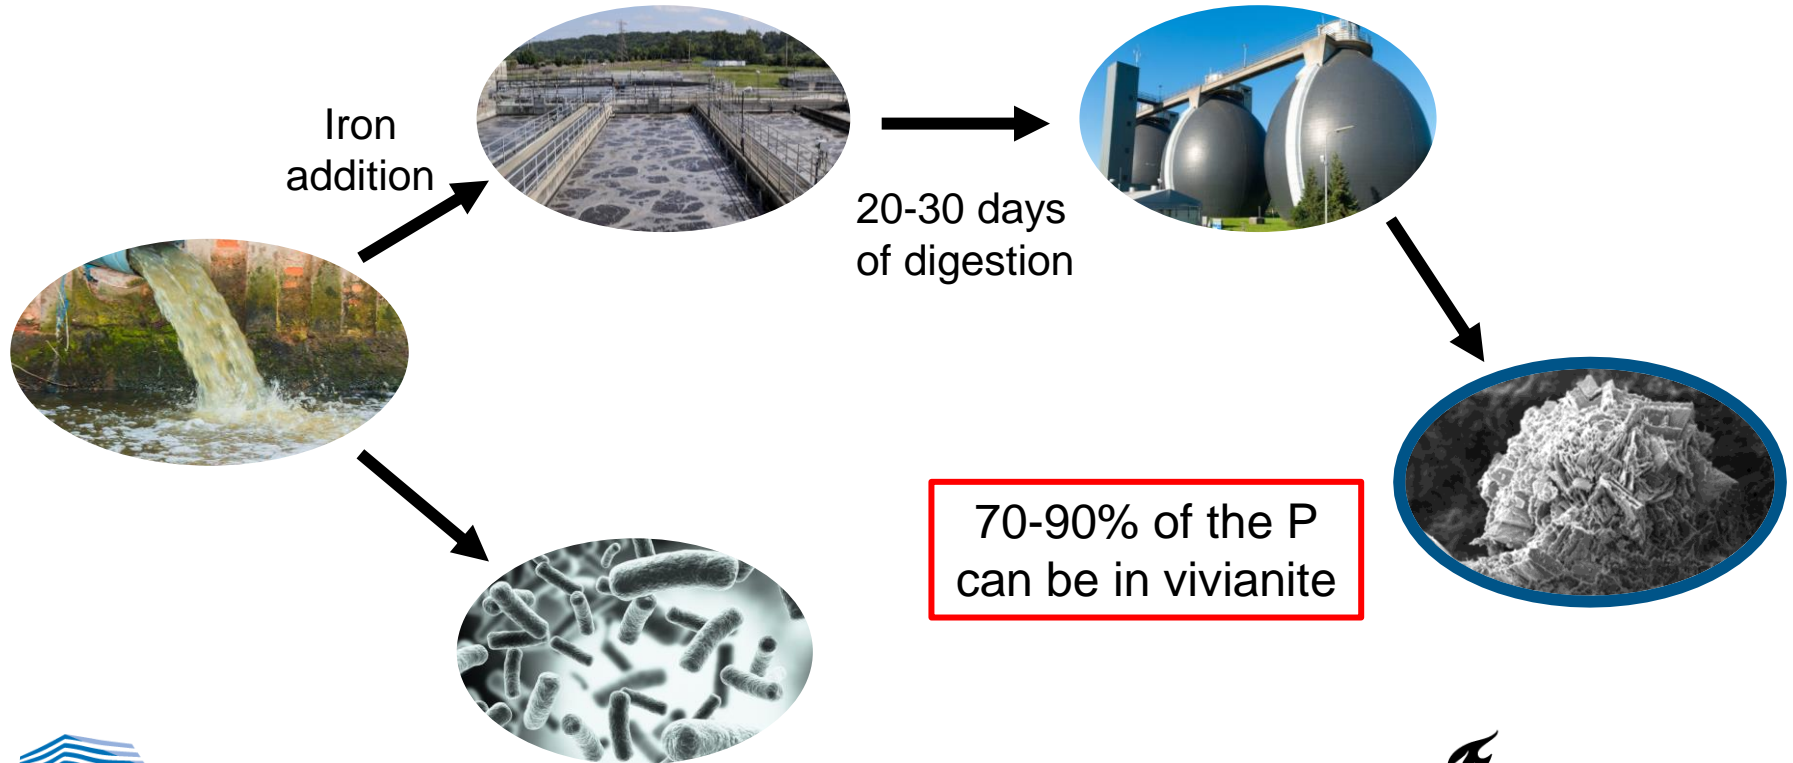 Iron
addition
20-30 days
of digestion
70-90% of the P
can be in vivianite